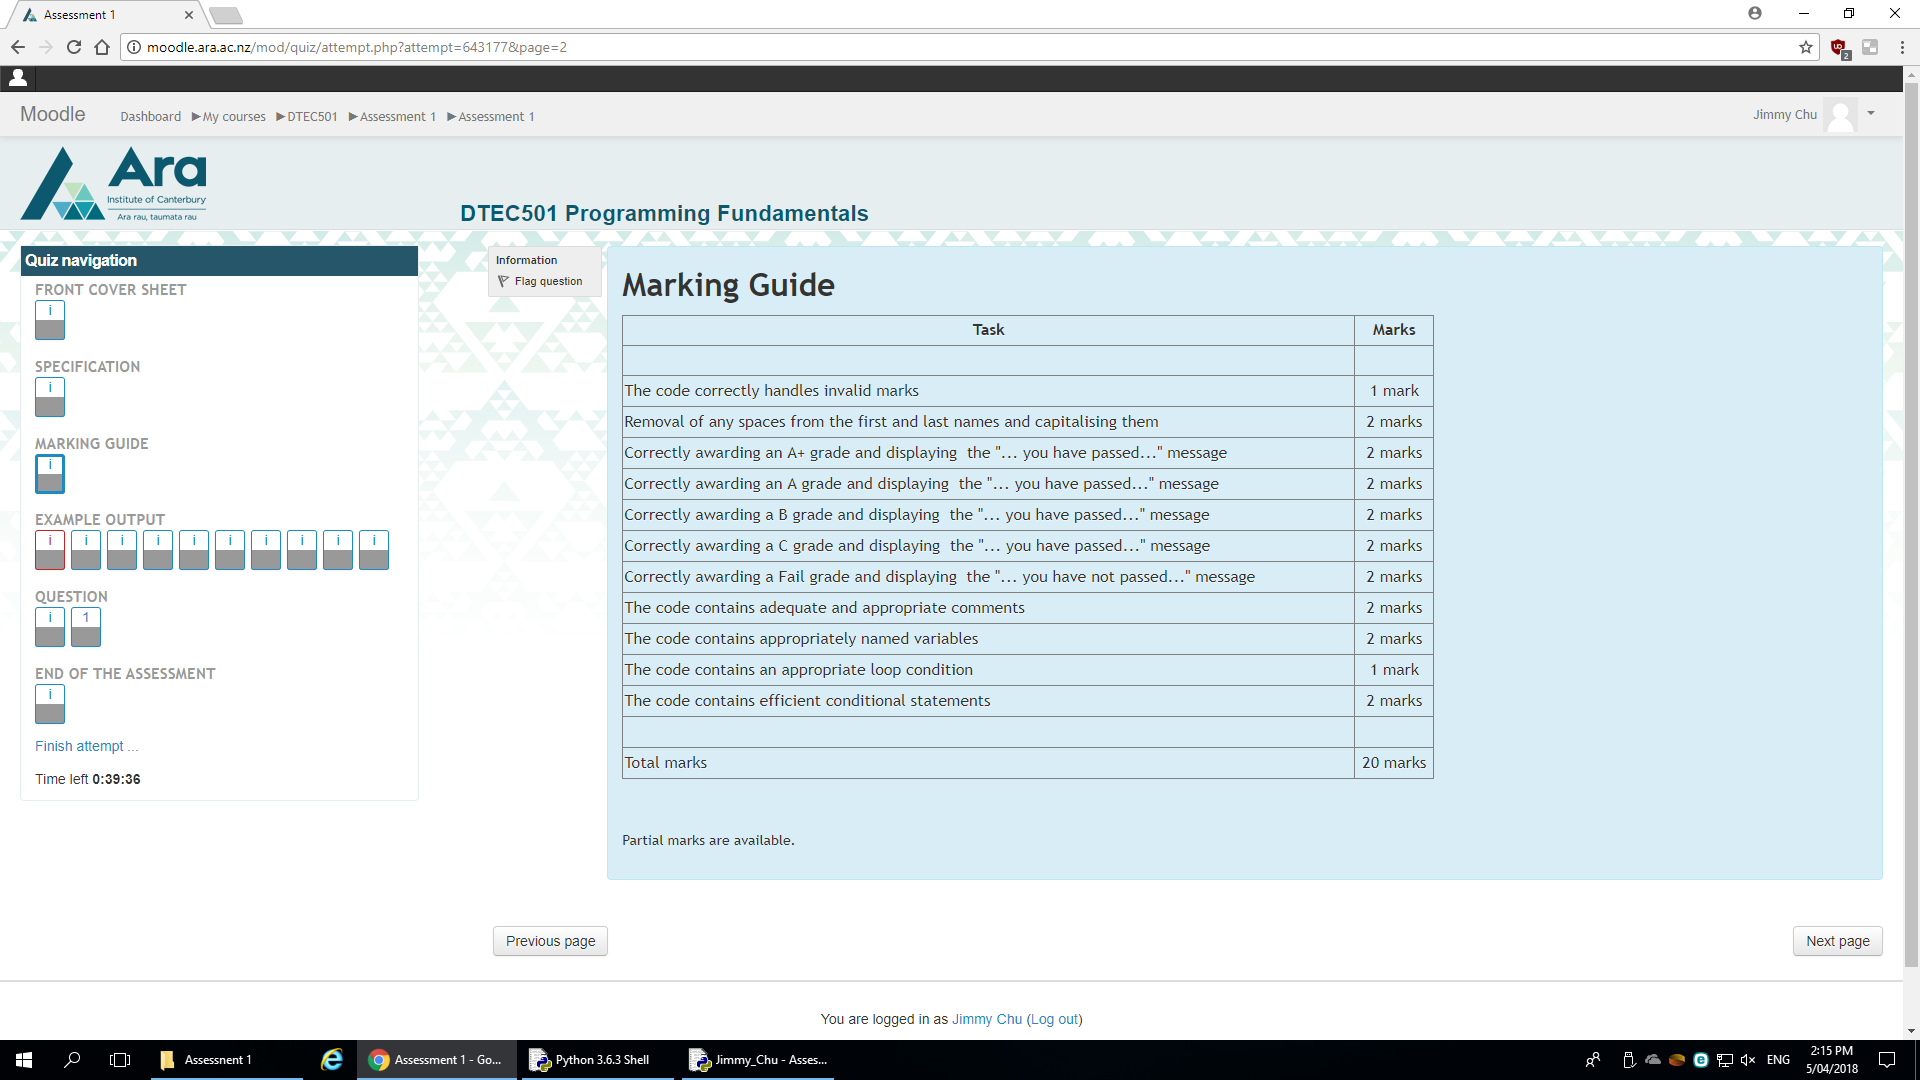 Assessment 1
moodle.ara.ac.nz/mod/quiz/attempt.php?attempt=643177&page=2
2
Moodle
Dashboard ▶My courses ▶DTEC501 ▶Assessment 1 ▶Assessment 1
Jimmy Chu
Ara
Institute of Canterbury
Ara rau, taumata rau
DTEC501 Programming Fundamentals
Quiz navigation
FRONT COVER SHEET
i
SPECIFICATION
i
MARKING GUIDE
i
EXAMPLE OUTPUT
i i i i i i i i i i
QUESTION
i 1
END OF THE ASSESSMENT
i
Finish attempt ...
Time left 0:39:36
Information
Flag question
Marking Guide
Task Marks
The code correctly handles invalid marks 1 mark
Removal of any spaces from the first and last names and capitalising them 2 marks
Correctly awarding an A+ grade and displaying the "... you have passed..." message 2 marks
Correctly awarding an A grade and displaying the "... you have passed..." message 2 marks
Correctly awarding a B grade and displaying the "... you have passed..." message 2 marks
Correctly awarding a C grade and displaying the "... you have passed..." message 2 marks
Correctly awarding a Fail grade and displaying the "... you have not passed..." message 2 marks
The code contains adequate and appropriate comments 2 marks
The code contains appropriately named variables 2 marks
The code contains an appropriate loop condition 1 mark
The code contains efficient conditional statements 2 marks
Total marks 20 marks
Partial marks are available.
Previous page
Next page
You are logged in as Jimmy Chu (Log out)
Assessnent 1
Assessment 1 - Go...
Python 3.6.3 Shell
Jimmy_Chu - Asses...
ENG
2:15 PM
5/04/2018